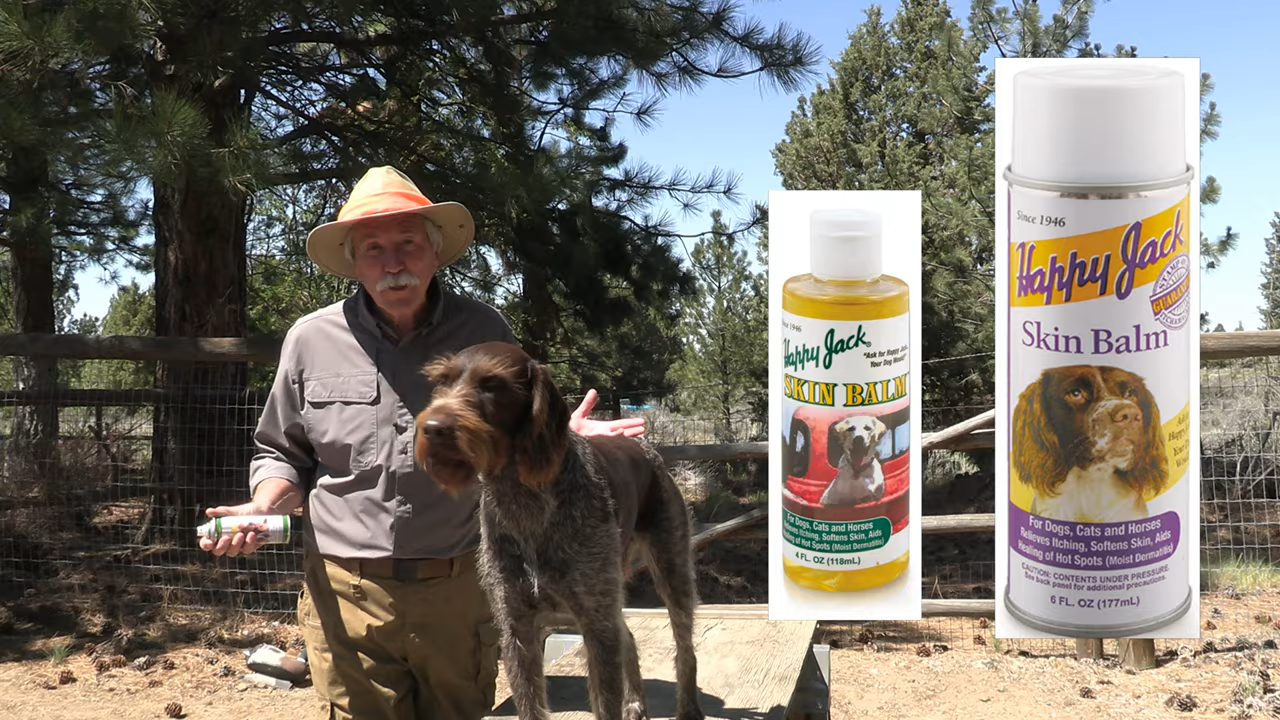 Since 1946
Happy Jack®
"Ask for Happy Jack...
Your Dog Would!"
SKIN BALM
For Dogs, Cats and Horses
Relieves Itching, Softens Skin, Aids
Healing of Hot Spots (Moist Dermatitis)
4 FL. OZ (118mL)
Since 1946
Happy Jack
GUARANTEE
Skin Balm
For Dogs, Cats and Horses
Relieves Itching, Softens Skin, Aids
Healing of Hot Spots (Moist Dermatitis)
CAUTION: CONTENTS UNDER PRESSURE.
See back panel for additional precautions.
6 FL. OZ (177mL)